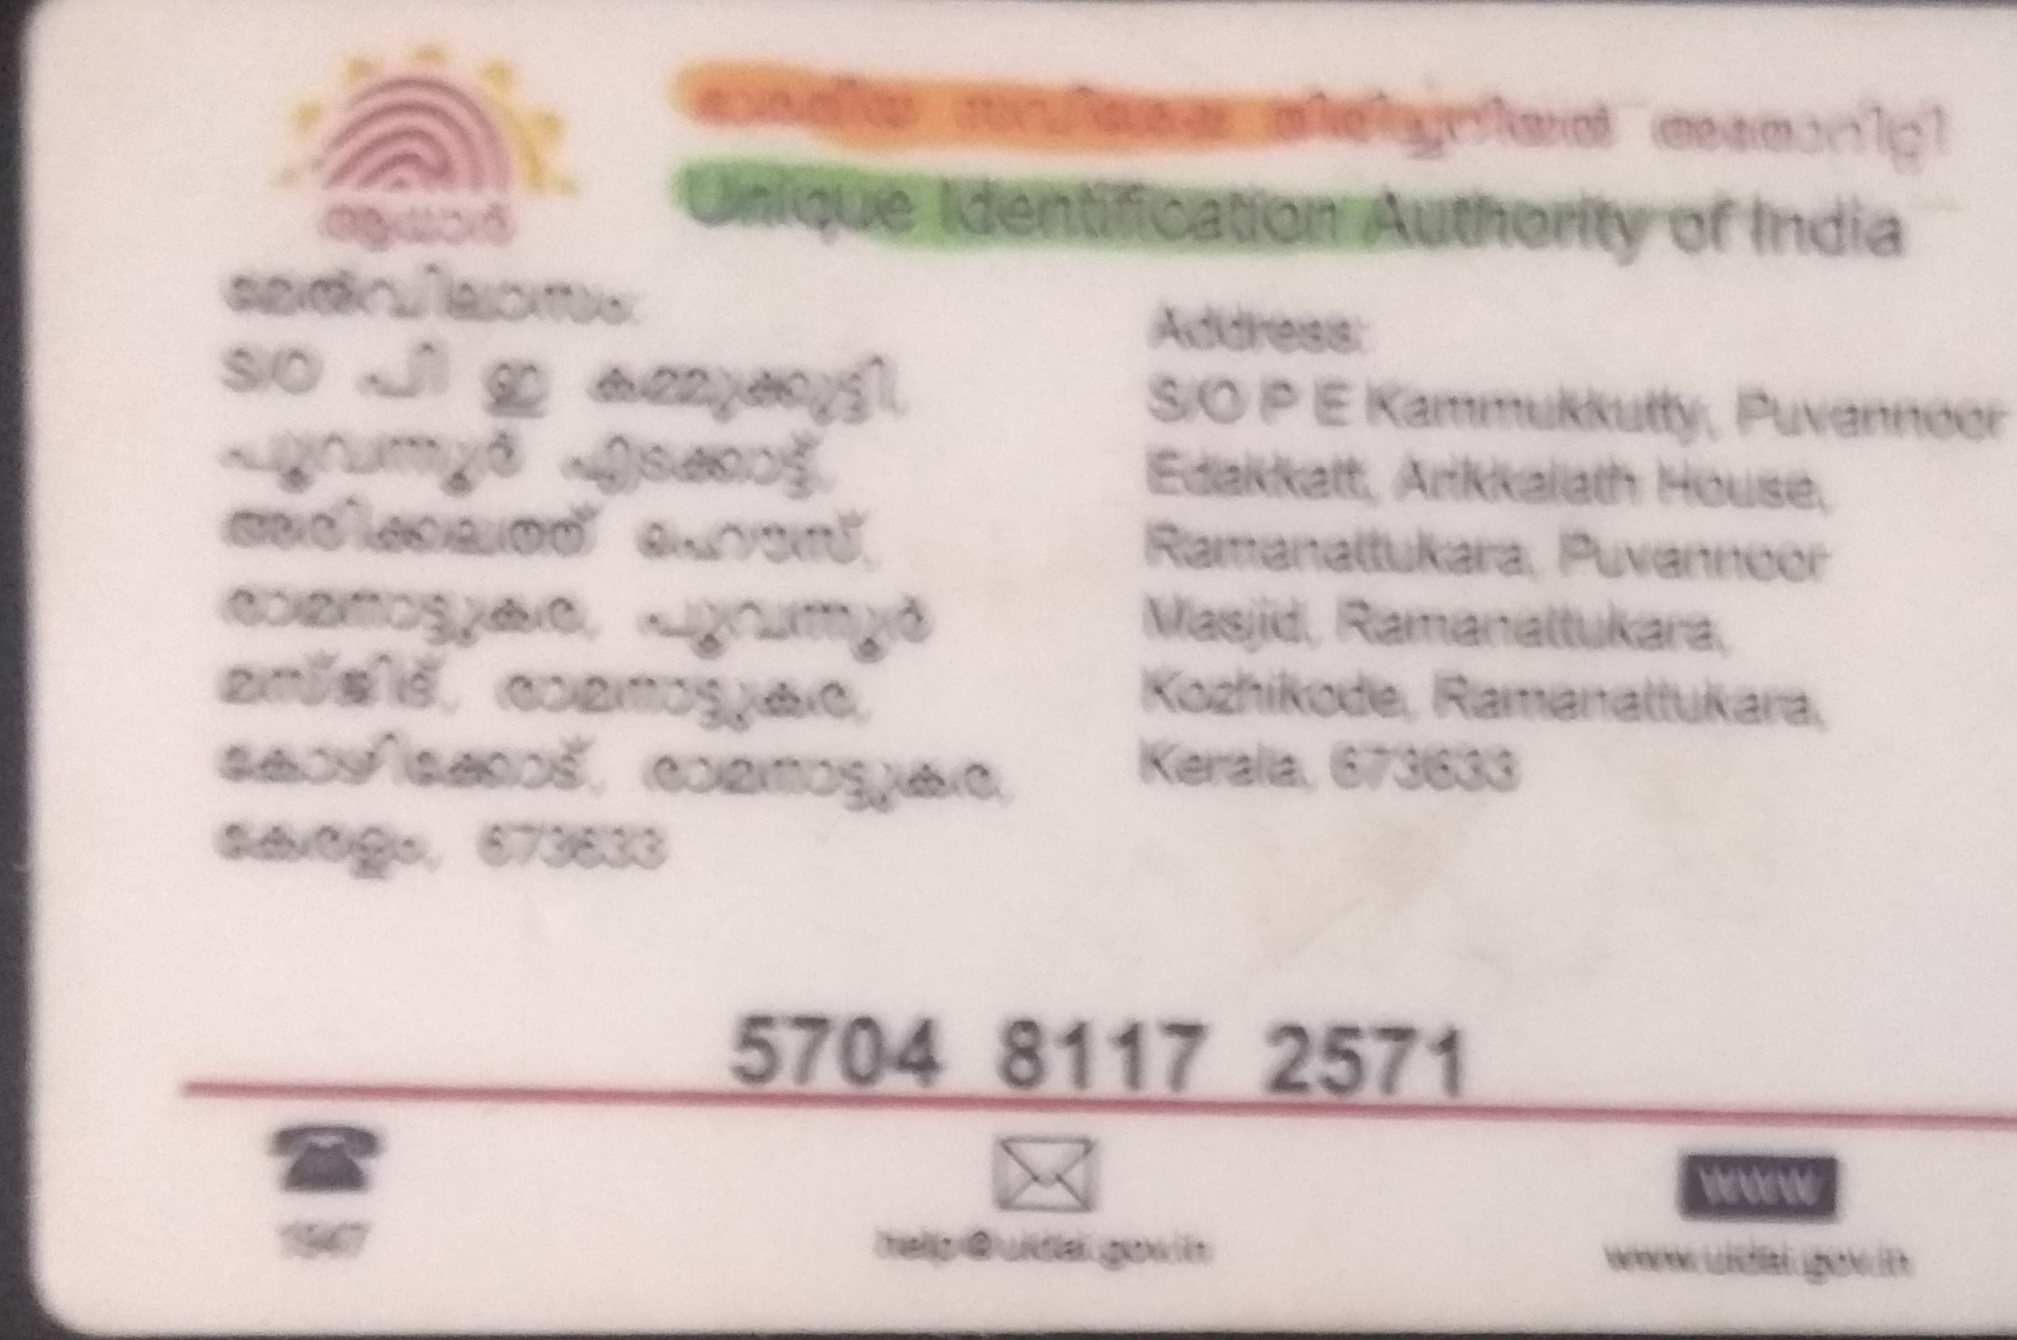 ഭാരതീയ സവിശേഷ തിരിച്ചറിയൽ അതോറിറ്റി
Unique Identification Authority of India
ആധാർ
മേൽവിലാസം:
S/O പി ഇ കമ്മുക്കുട്ടി,
പൂവന്നൂർ എടക്കാട്ട്,
അരിക്കലത്ത് ഹൌസ്,
രാമനാട്ടുകര, പൂവന്നൂർ
മസ്ജിദ്, രാമനാട്ടുകര,
കോഴിക്കോട്, രാമനാട്ടുകര,
കേരളം, 673633
Address:
S/O P E Kammukkutty, Puvannoor
Edakkatt, Arikkalath House,
Ramanattukara, Puvannoor
Masjid, Ramanattukara,
Kozhikode, Ramanattukara,
Kerala, 673633
5704 8117 2571
1947
help@uidai.gov.in
www
www.uidai.gov.in